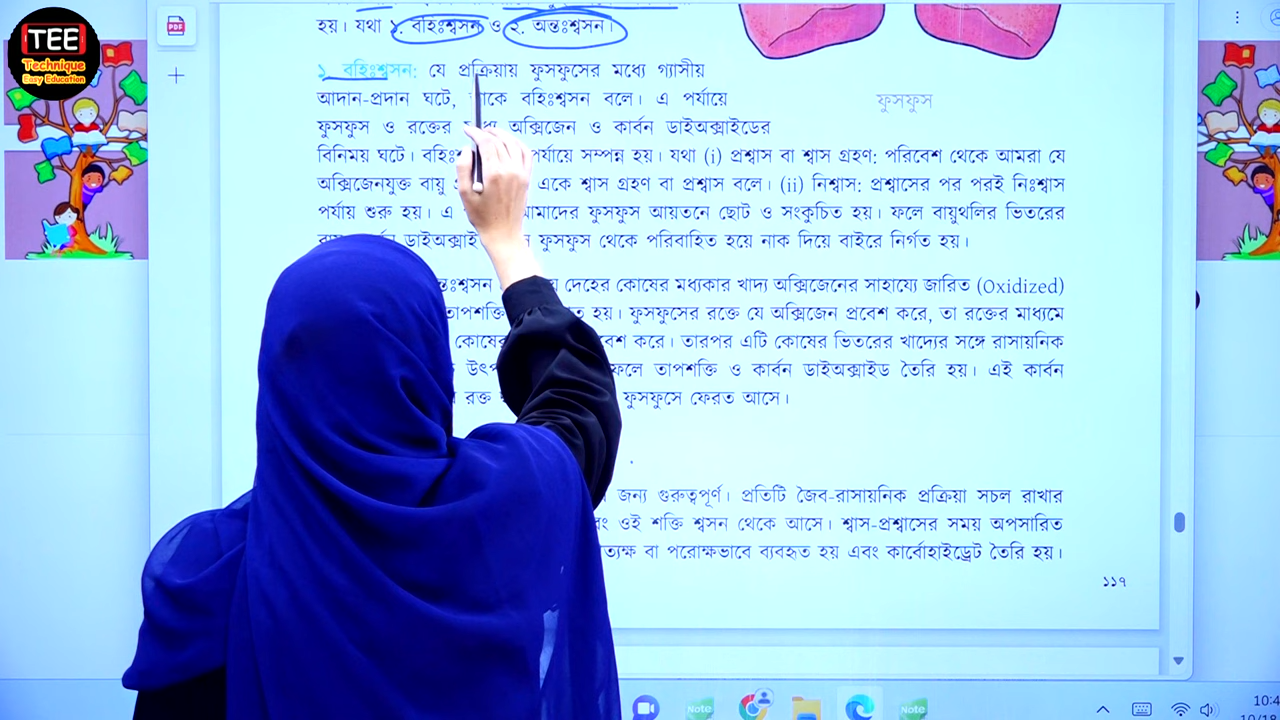 TEE
Technique
Easy Education
PDF
হয়। যথা ১. বহিঃশ্বসন ও ২. অন্তঃশ্বসন।
১. বহিঃশ্বসন: যে প্রক্রিয়ায় ফুসফুসের মধ্যে গ্যাসীয়
আদান-প্রদান ঘটে, তাকে বহিঃশ্বসন বলে। এ পর্যায়ে
ফুসফুস
ফুসফুস ও রক্তের মধ্যে অক্সিজেন ও কার্বন ডাইঅক্সাইডের
বিনিময় ঘটে। পর্যায়ে সম্পন্ন হয়। যথা (i) প্রশ্বাস বা শ্বাস গ্রহণ: পরিবেশ থেকে আমরা যে
অক্সিজেনযুক্ত বায়ু একে শ্বাস গ্রহণ বা প্রশ্বাস বলে। (ii) নিশ্বাস: প্রশ্বাসের পর পরই নিঃশ্বাস
পর্যায় শুরু হয়। এ আমাদের ফুসফুস আয়তনে ছোট ও সংকুচিত হয়। ফলে বায়ুথলির ভিতরের
ফুসফুস থেকে পরিবাহিত হয়ে নাক দিয়ে বাইরে নির্গত হয়।
দেহের কোষের মধ্যকার খাদ্য অক্সিজেনের সাহায্যে জারিত (Oxidized)
হয়। ফুসফুসের রক্তে যে অক্সিজেন প্রবেশ করে, তা রক্তের মাধ্যমে
করে। তারপর এটি কোষের ভিতরের খাদ্যের সঙ্গে রাসায়নিক
ফলে তাপশক্তি ও কার্বন ডাইঅক্সাইড তৈরি হয়। এই কার্বন
রক্ত ফুসফুসে ফেরত আসে।
জন্য গুরুত্বপূর্ণ। প্রতিটি জৈব-রাসায়নিক প্রক্রিয়া সচল রাখার
ওই শক্তি শ্বসন থেকে আসে। শ্বাস-প্রশ্বাসের সময় অপসারিত
বা পরোক্ষভাবে ব্যবহৃত হয় এবং কার্বোহাইড্রেট তৈরি হয়।
১১৭
Note
Note
10:4